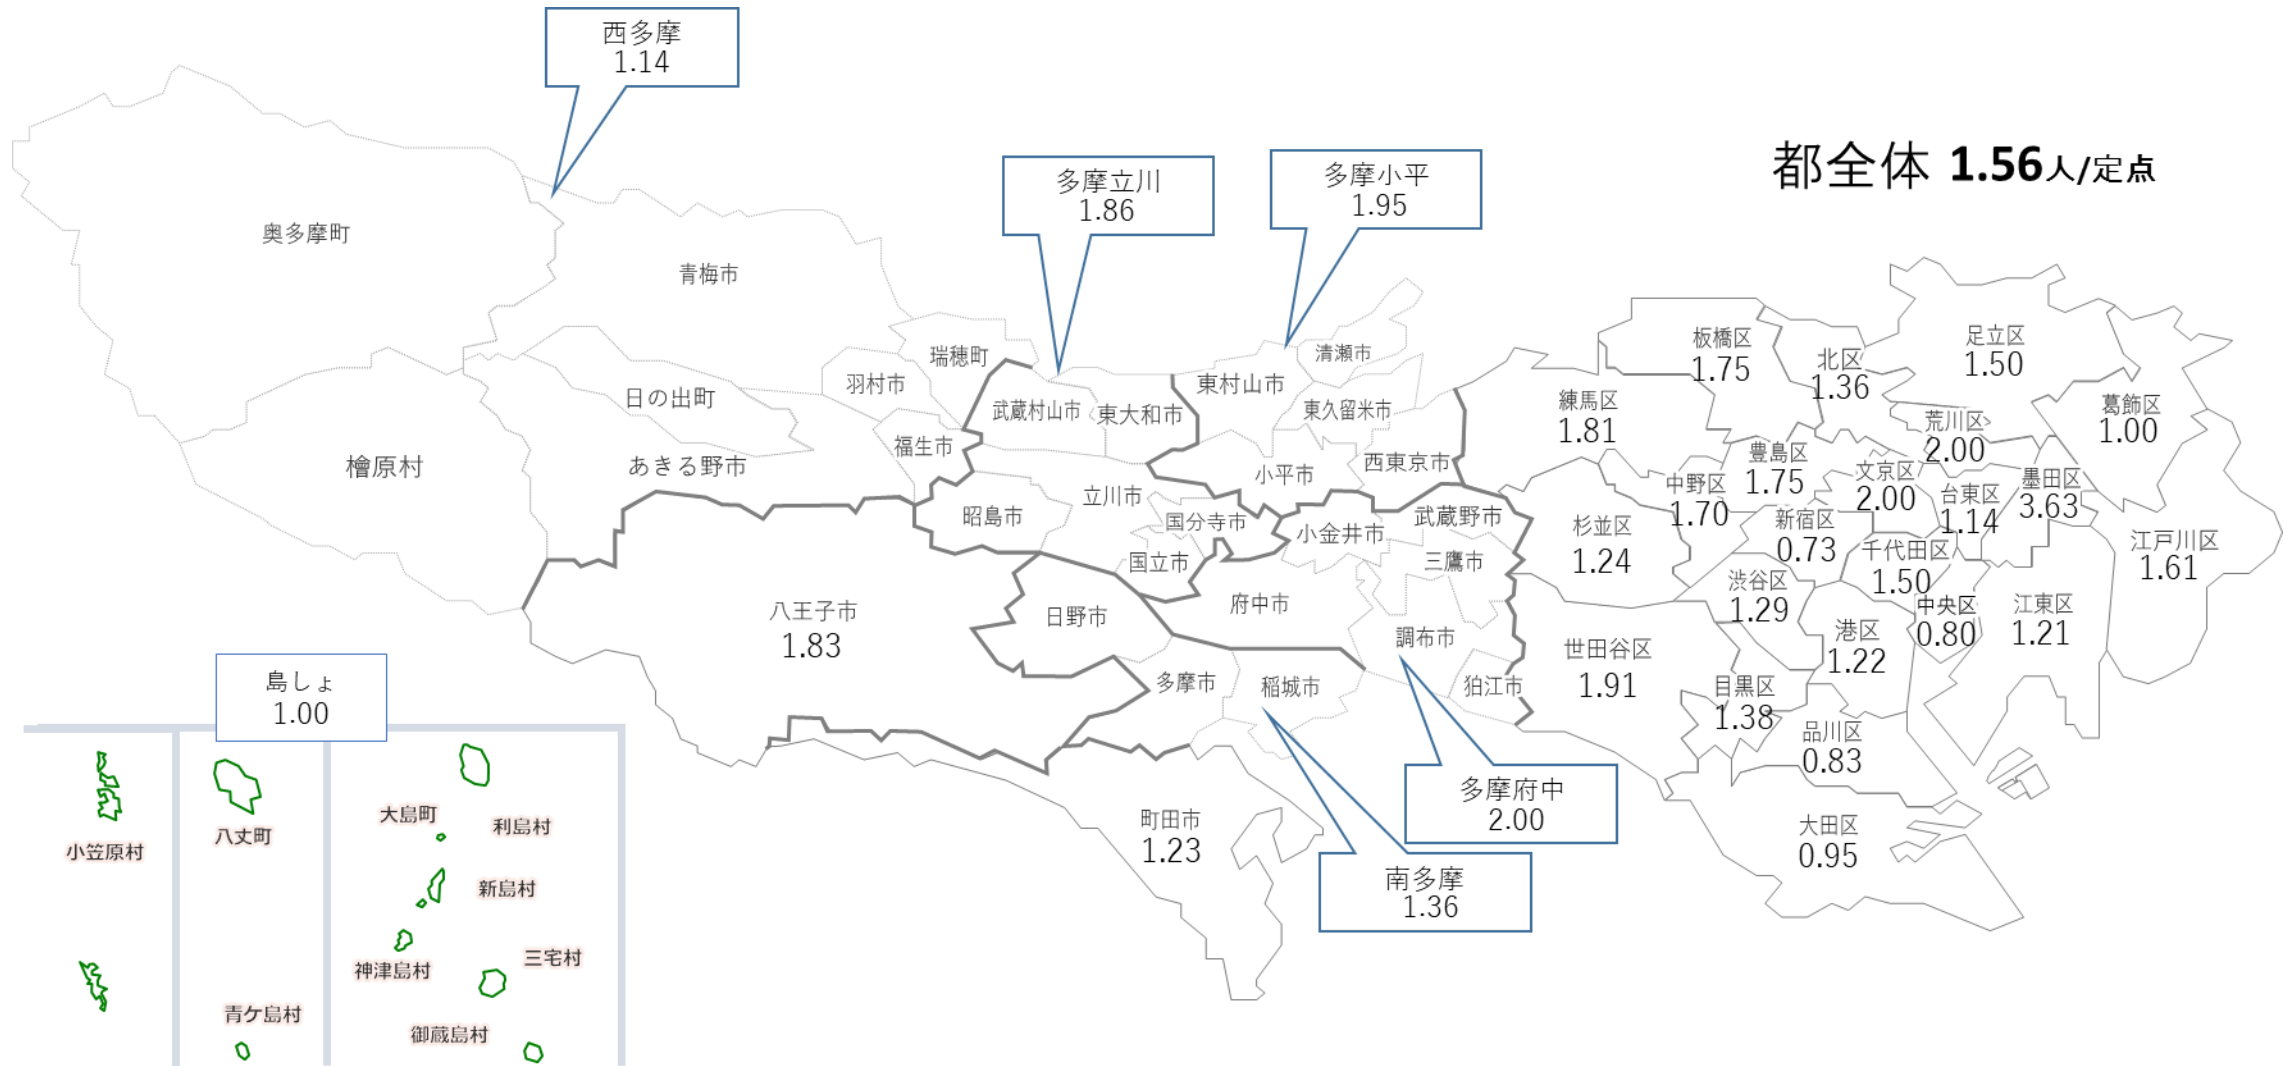 西多摩
1.14
多摩立川
1.86
多摩小平
1.95
都全体 1.56人/定点
奥多摩町
青梅市
瑞穂町
羽村市
日の出町
福生市
檜原村
あきる野市
武蔵村山市
東大和市
東村山市
清瀬市
東久留米市
小平市
西東京市
立川市
昭島市
国分寺市
国立市
小金井市
武蔵野市
三鷹市
府中市
調布市
狛江市
八王子市
1.83
日野市
多摩市
稲城市
町田市
1.23
多摩府中
2.00
南多摩
1.36
板橋区
1.75
北区
1.36
足立区
1.50
練馬区
1.81
荒川区
2.00
葛飾区
1.00
豊島区
1.75
中野区
1.70
文京区
2.00
台東区
1.14
墨田区
3.63
杉並区
1.24
新宿区
0.73
千代田区
1.50
江戸川区
1.61
渋谷区
1.29
中央区
0.80
江東区
1.21
世田谷区
1.91
港区
1.22
目黒区
1.38
品川区
0.83
大田区
0.95
島しょ
1.00
小笠原村
八丈町
青ケ島村
大島町
利島村
新島村
神津島村
三宅村
御蔵島村